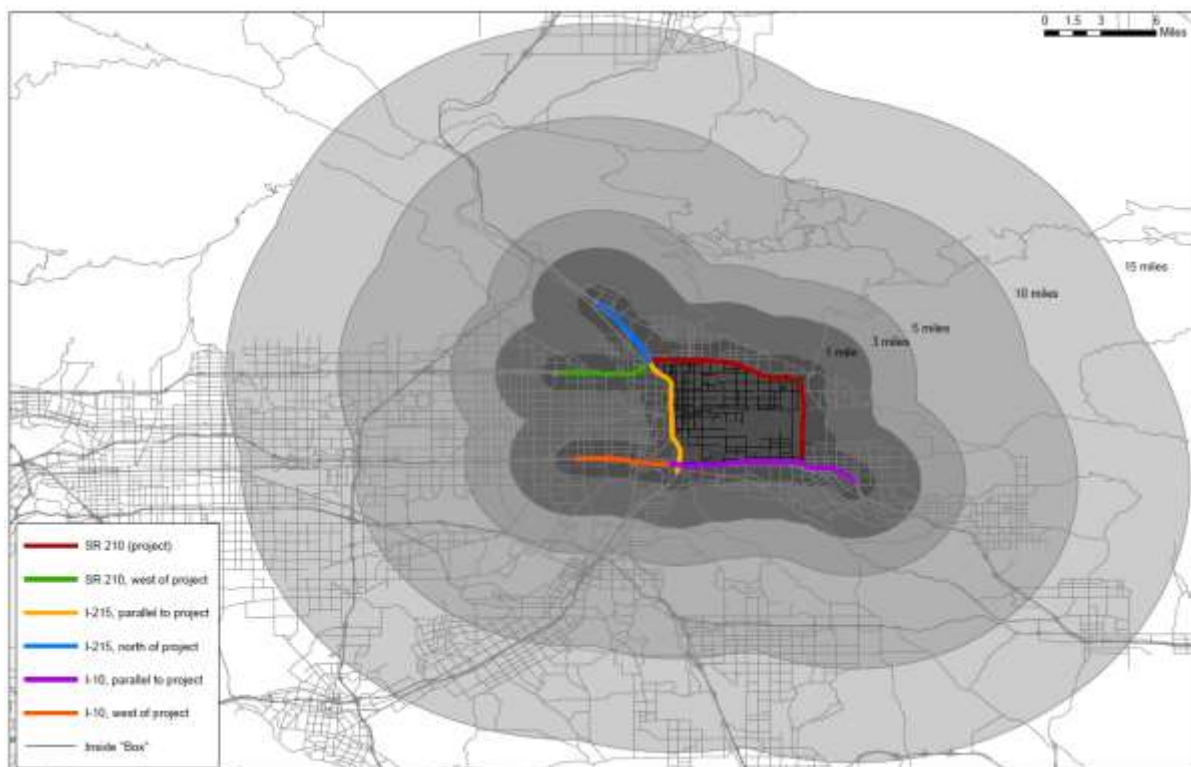 0 1.5 3 6
Miles
15 miles
10 miles
5 miles
3 miles
1 mile
SR 210 (project)
SR 210, west of project
I-215, parallel to project
I-215, north of project
I-10, parallel to project
I-10, west of project
Inside "Box"